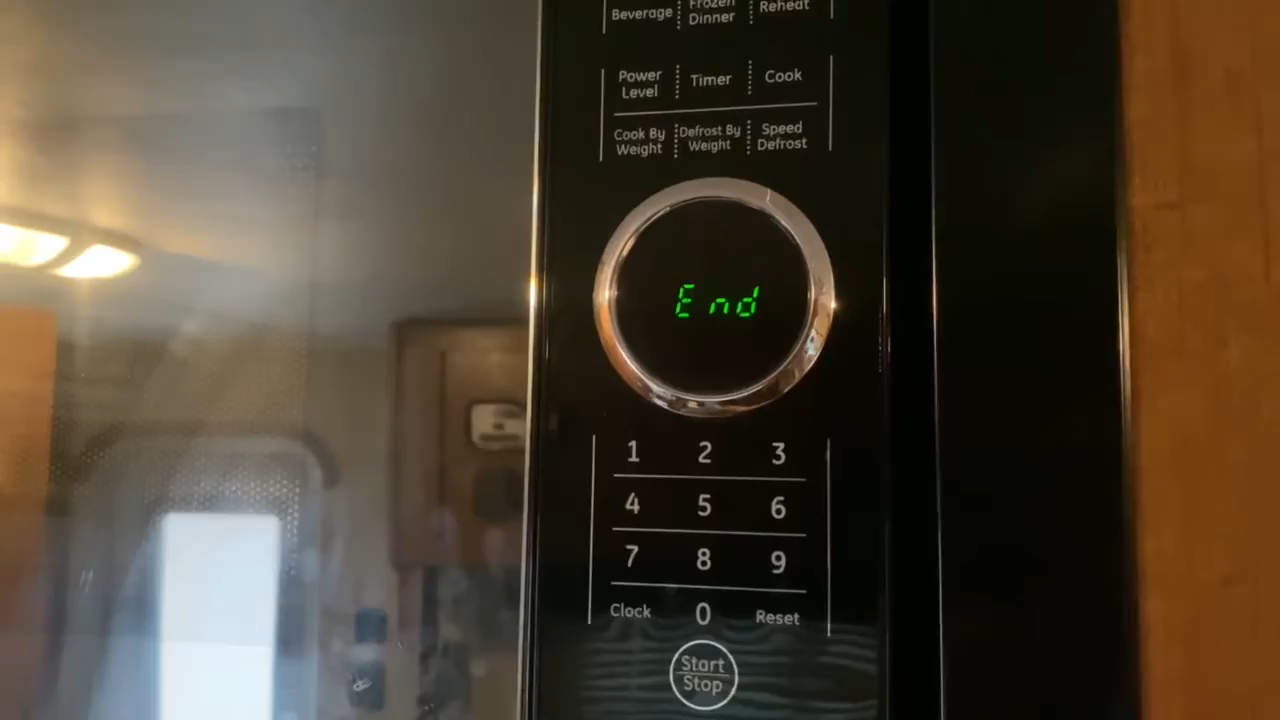 Beverage Frozen Dinner Reheat
Power Level Timer Cook
Cook By Weight Defrost By Weight Speed Defrost
End
1 2 3
4 5 6
7 8 9
Clock 0 Reset
Start
Stop